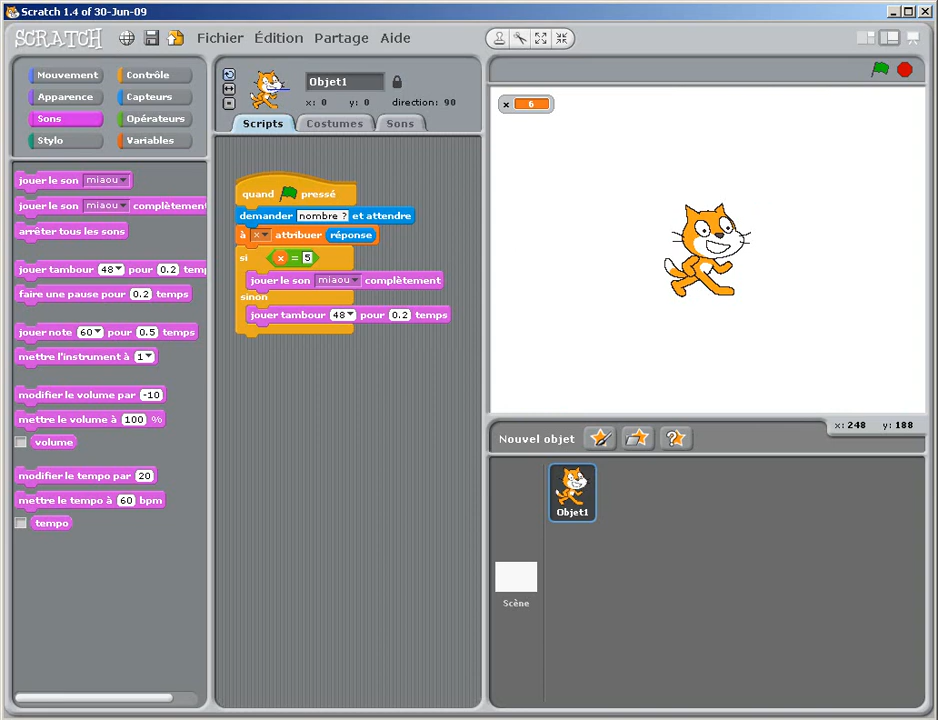 Scratch 1.4 of 30-Jun-09
SCRATCH Fichier Édition Partage Aide
Mouvement Contrôle
Apparence Capteurs
Sons Opérateurs
Stylo Variables
jouer le son miaou
jouer le son miaou complètement
arrêter tous les sons
jouer tambour 48 pour 0.2 temp
faire une pause pour 0.2 temps
jouer note 60 pour 0.5 temps
mettre l'instrument à 1
modifier le volume par -10
mettre le volume à 100 %
volume
modifier le tempo par 20
mettre le tempo à 60 bpm
tempo
Objet1
x: 0 y: 0 direction: 90
Scripts Costumes Sons
quand pressé
demander nombre ? et attendre
à x attribuer réponse
si x = 5
jouer le son miaou complètement
sinon
jouer tambour 48 pour 0.2 temps
x 6
x: 248 y: 188
Nouvel objet
Objet1
Scène